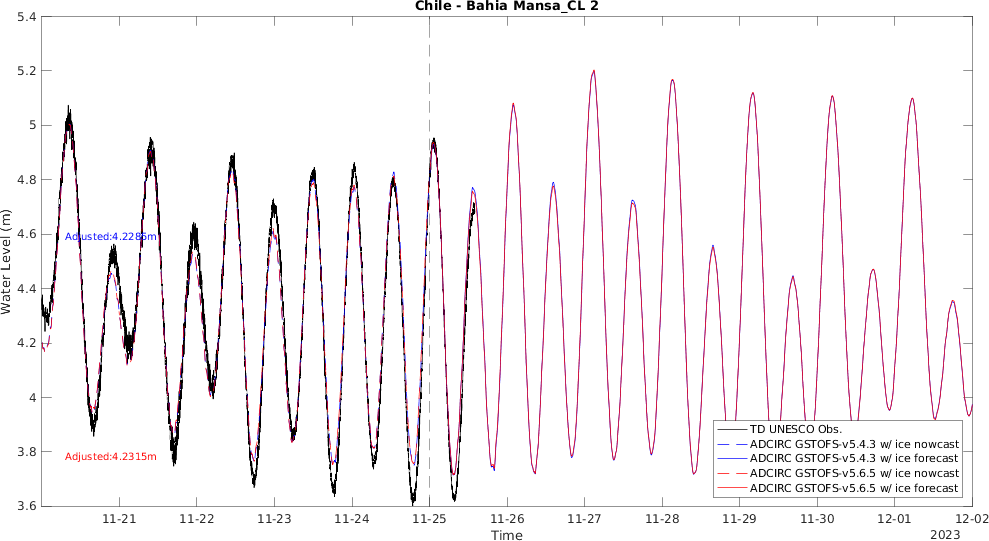 Chile - Bahia Mansa_CL 2
5.4
5.2
5
4.8
4.6
4.4
4.2
4
3.8
3.6
Water Level (m)
Adjusted:4.2286m
Adjusted:4.2315m
TD UNESCO Obs.
ADCIRC GSTOFS-v5.4.3 w/ ice nowcast
ADCIRC GSTOFS-v5.4.3 w/ ice forecast
ADCIRC GSTOFS-v5.6.5 w/ ice nowcast
ADCIRC GSTOFS-v5.6.5 w/ ice forecast
11-21 11-22 11-23 11-24 11-25 11-26 11-27 11-28 11-29 11-30 12-01 12-02
Time
2023